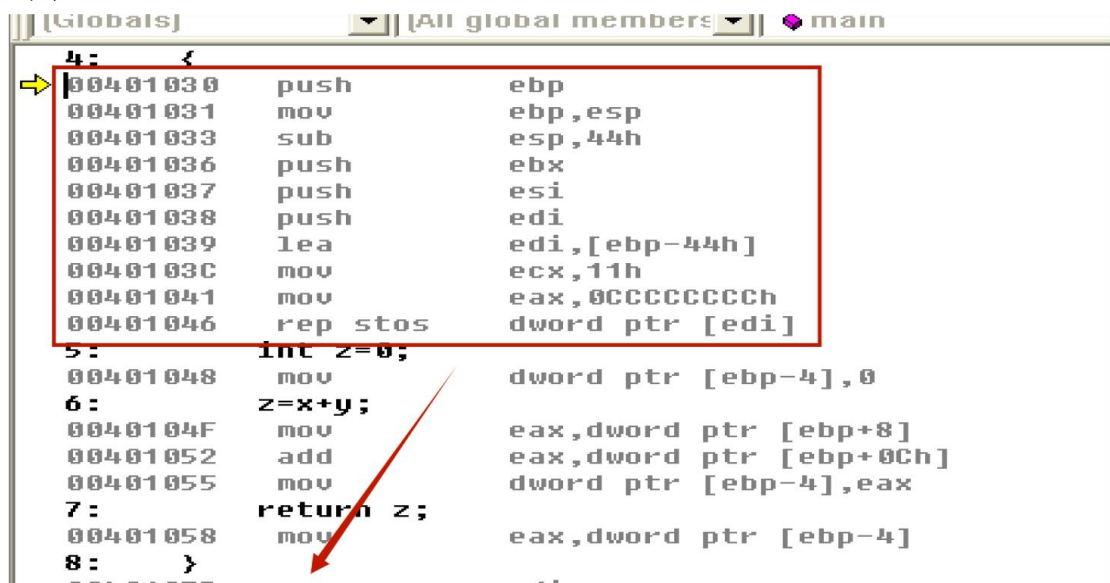 (Globals) (All global members main
4: {
00401030 push ebp
00401031 mov ebp,esp
00401033 sub esp,44h
00401036 push ebx
00401037 push esi
00401038 push edi
00401039 lea edi,[ebp-44h]
0040103C mov ecx,11h
00401041 mov eax,0CCCCCCCCh
00401046 rep stos dword ptr [edi]
5: int z=0;
00401048 mov dword ptr [ebp-4],0
6: z=x+y;
0040104F mov eax,dword ptr [ebp+8]
00401052 add eax,dword ptr [ebp+0Ch]
00401055 mov dword ptr [ebp-4],eax
7: return z;
00401058 mov eax,dword ptr [ebp-4]
8: }